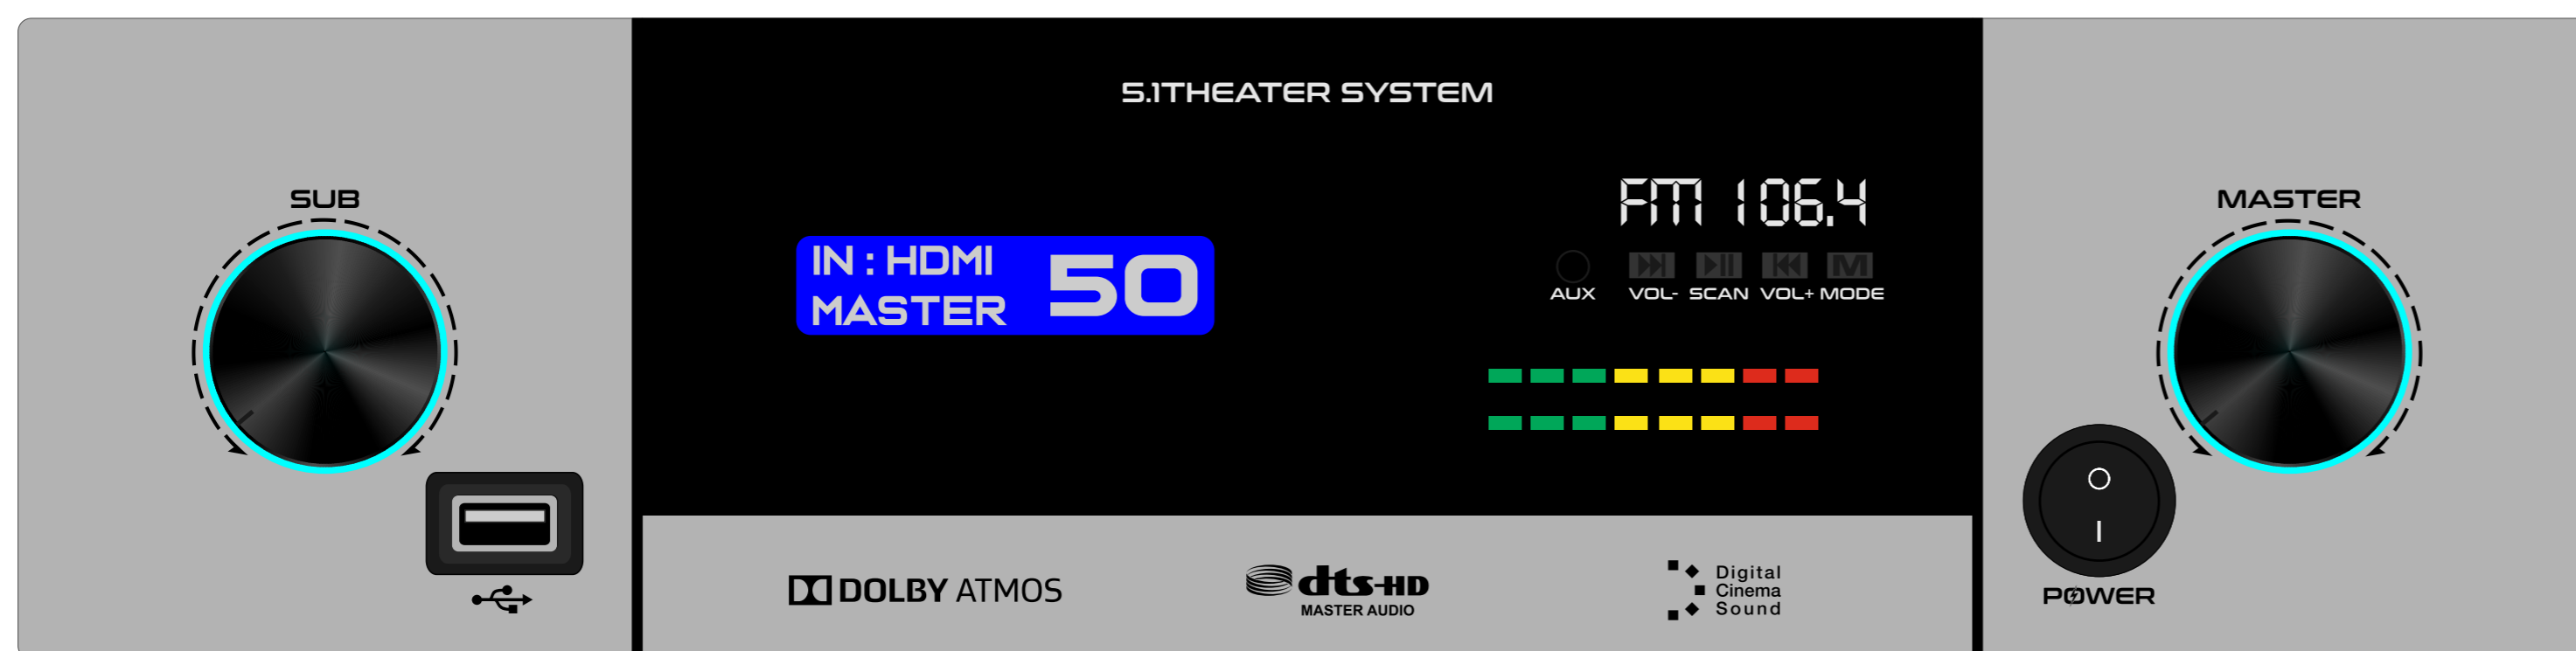 5.1THEATER SYSTEM
SUB
MASTER
FM 106.4
IN : HDMI
MASTER
50
M
AUX VOL- SCAN VOL+ MODE
POWER
DOLBY ATMOS
dts-HD
MASTER AUDIO
Digital
Cinema
Sound